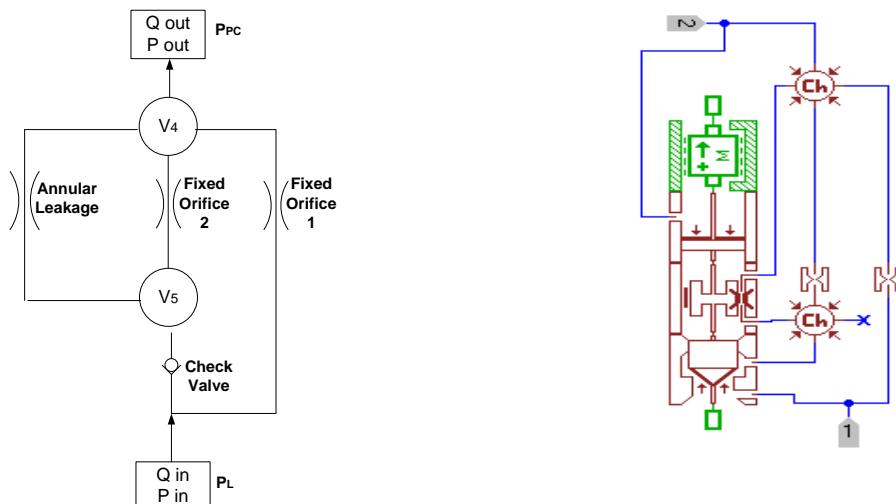 Q out
P out
PPC
V4
Annular
Leakage
Fixed
Orifice
2
Fixed
Orifice
1
V5
Check
Valve
Q in
P in
PL
2
Ch
M
+
Ch
1